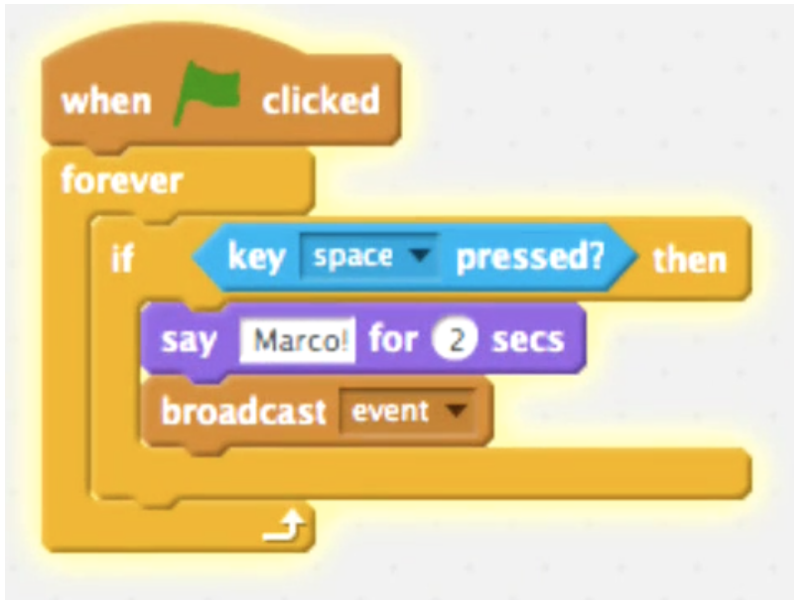 when clicked
forever
if key space pressed? then
say Marco! for 2 secs
broadcast event